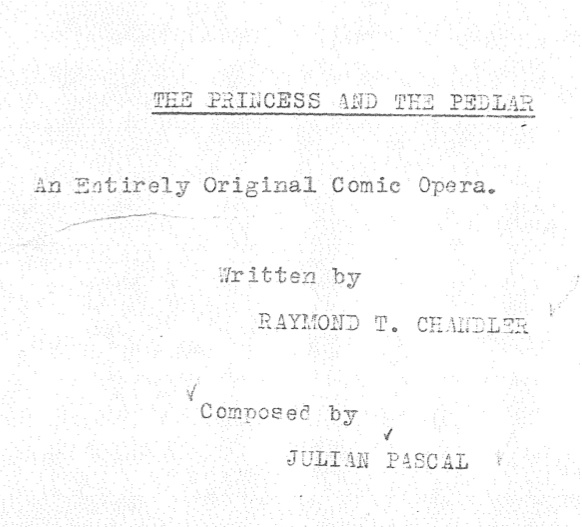 THE PRINCESS AND THE PEDLAR
An Entirely Original Comic Opera.
Written by
RAYMOND T. CHANDLER
Composed by
JULIAN PASCAL